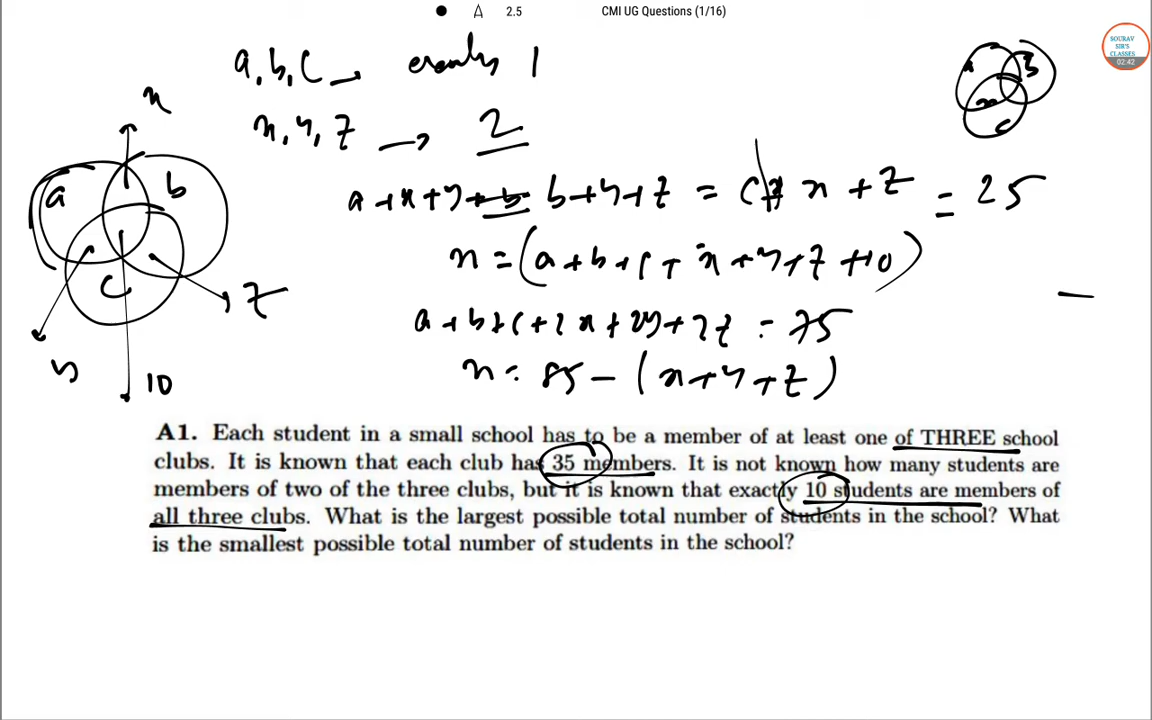 2.5 CMI UG Questions (1/16)
SOURAV
SIR'S
CLASSES
02:42
a, b, c → exactly 1
x, y, z → 2
a b c x y z 10
a B c x
a + x + y = b + y + z = c + x + z = 25
n = (a + b + c + x + y + z + 10)
a + b + c + 2x + 2y + 2z = 75
n = 85 - (x + y + z)
A1. Each student in a small school has to be a member of at least one of THREE school
clubs. It is known that each club has 35 members. It is not known how many students are
members of two of the three clubs, but it is known that exactly 10 students are members of
all three clubs. What is the largest possible total number of students in the school? What
is the smallest possible total number of students in the school?